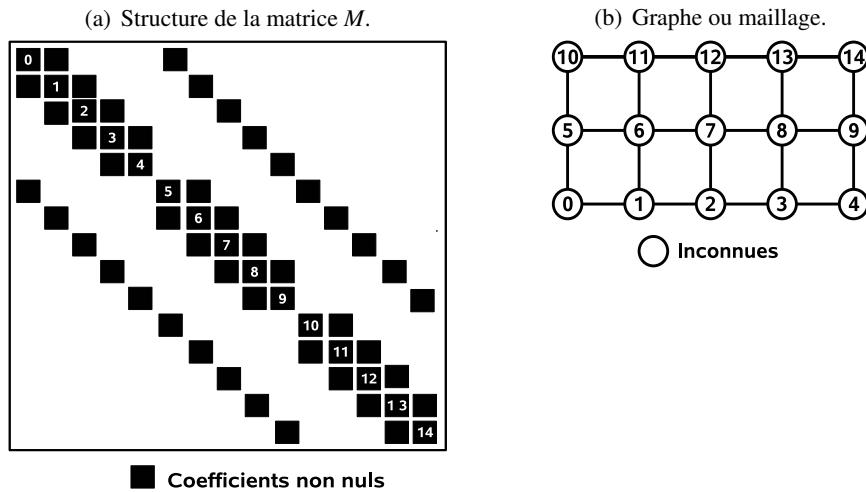 (a) Structure de la matrice M.
0
1
2
3
4
5
6
7
8
9
10
11
12
1 3
14
Coefficients non nuls
(b) Graphe ou maillage.
10 11 12 13 14
5 6 7 8 9
0 1 2 3 4
Inconnues